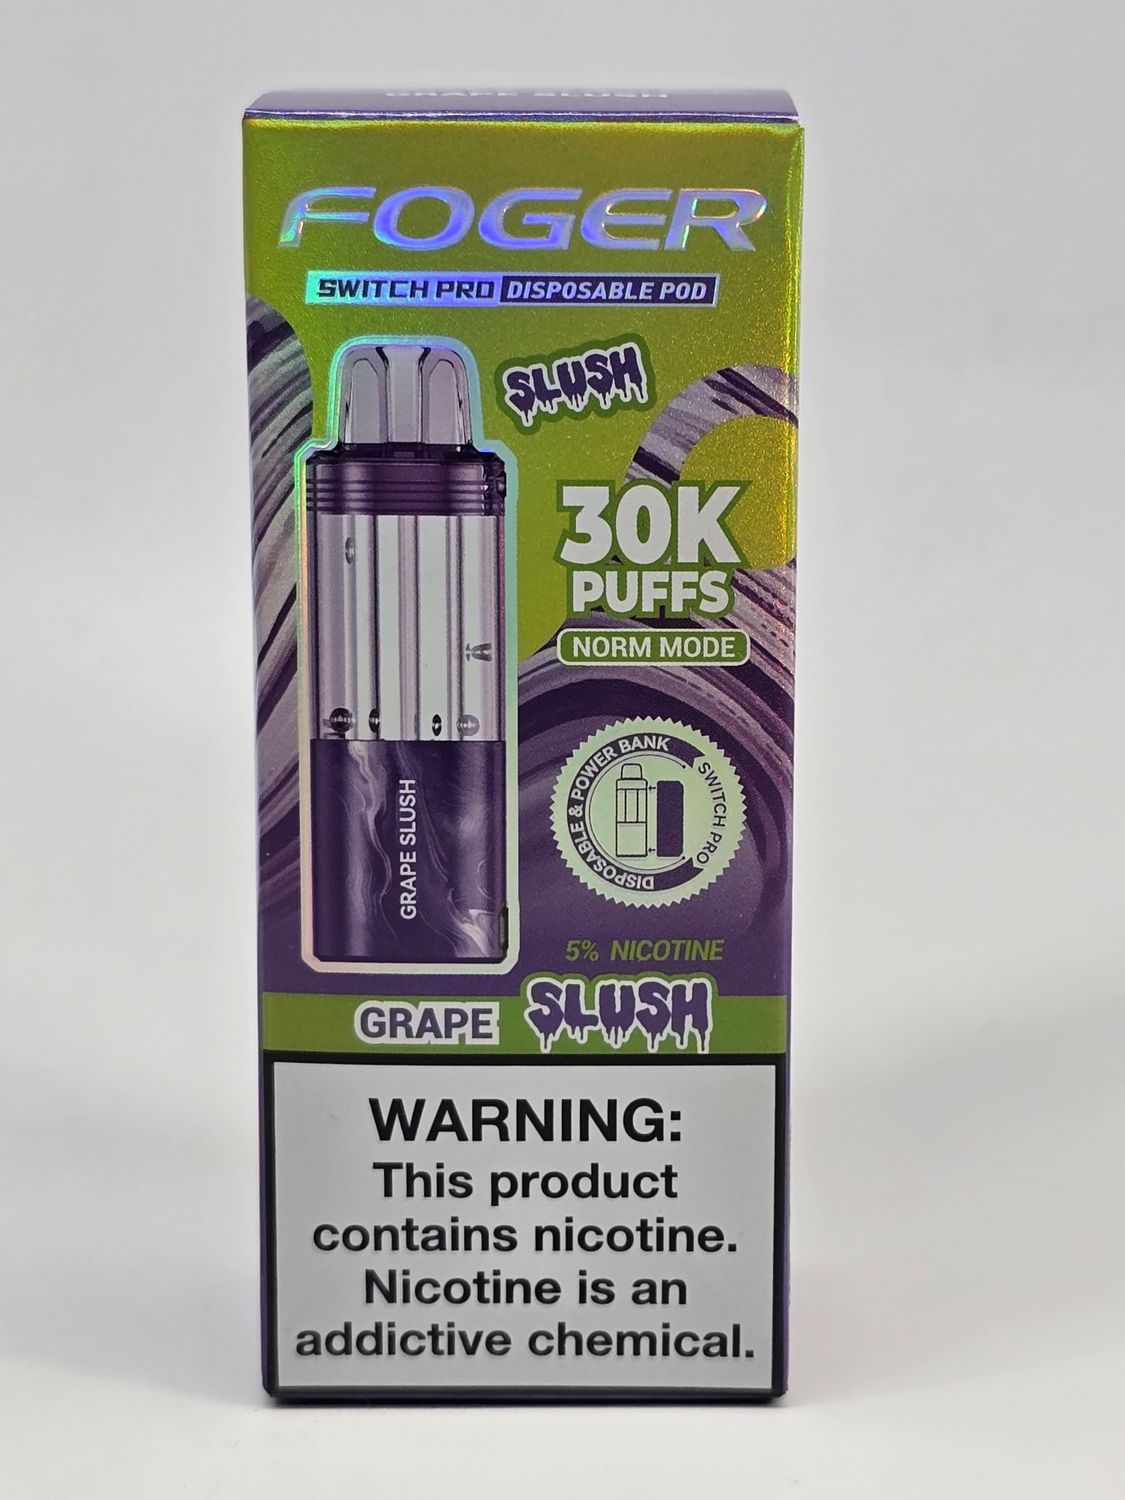 GRAPE SLUSH
FOGER
SWITCH PRO DISPOSABLE POD
SLUSH
30K
PUFFS
NORM MODE
GRAPE SLUSH
DISPOSABLE & POWER BANK
SWITCH PRO
5% NICOTINE
GRAPE SLUSH
WARNING:
This product
contains nicotine.
Nicotine is an
addictive chemical.